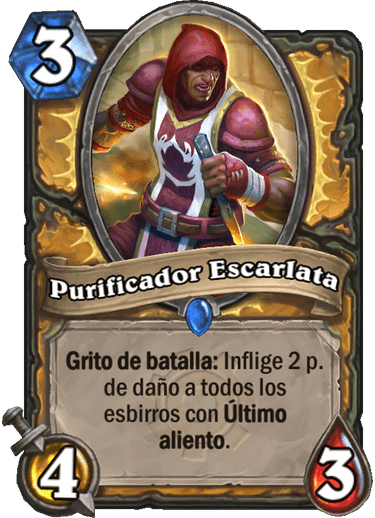 3
Purificador Escarlata
Grito de batalla: Inflige 2 p.
de daño a todos los
esbirros con Último
aliento.
4
3